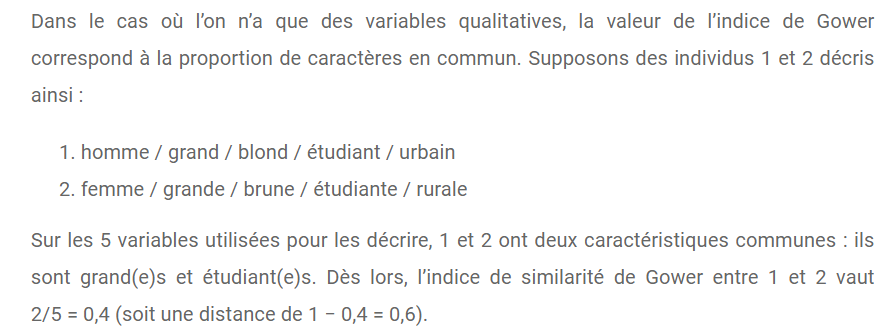 Dans le cas où l’on n’a que des variables qualitatives, la valeur de l’indice de Gower
correspond à la proportion de caractères en commun. Supposons des individus 1 et 2 décris
ainsi :
1. homme / grand / blond / étudiant / urbain
2. femme / grande / brune / étudiante / rurale
Sur les 5 variables utilisées pour les décrire, 1 et 2 ont deux caractéristiques communes : ils
sont grand(e)s et étudiant(e)s. Dès lors, l’indice de similarité de Gower entre 1 et 2 vaut
2/5 = 0,4 (soit une distance de 1 − 0,4 = 0,6).